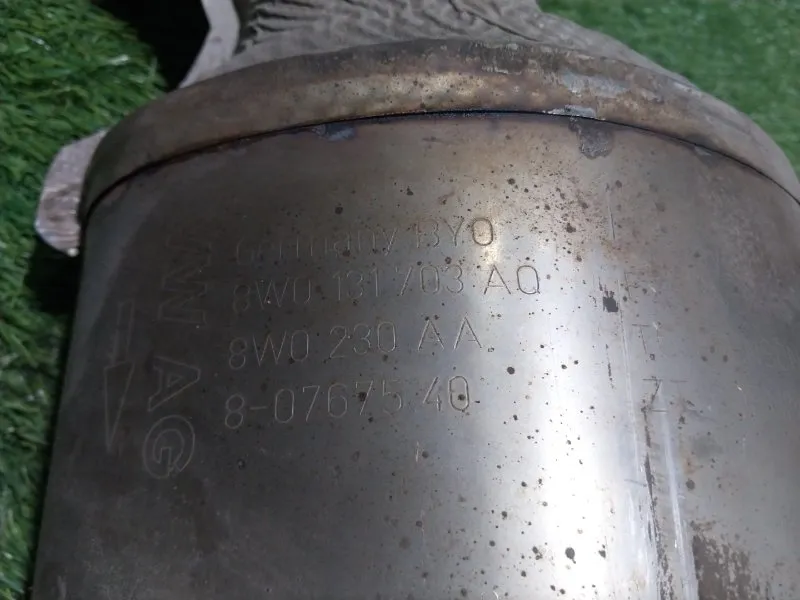 Germany BYO
8W0 131 703 AQ
8W0 230 AA
8-07675 40
VW AG
Z